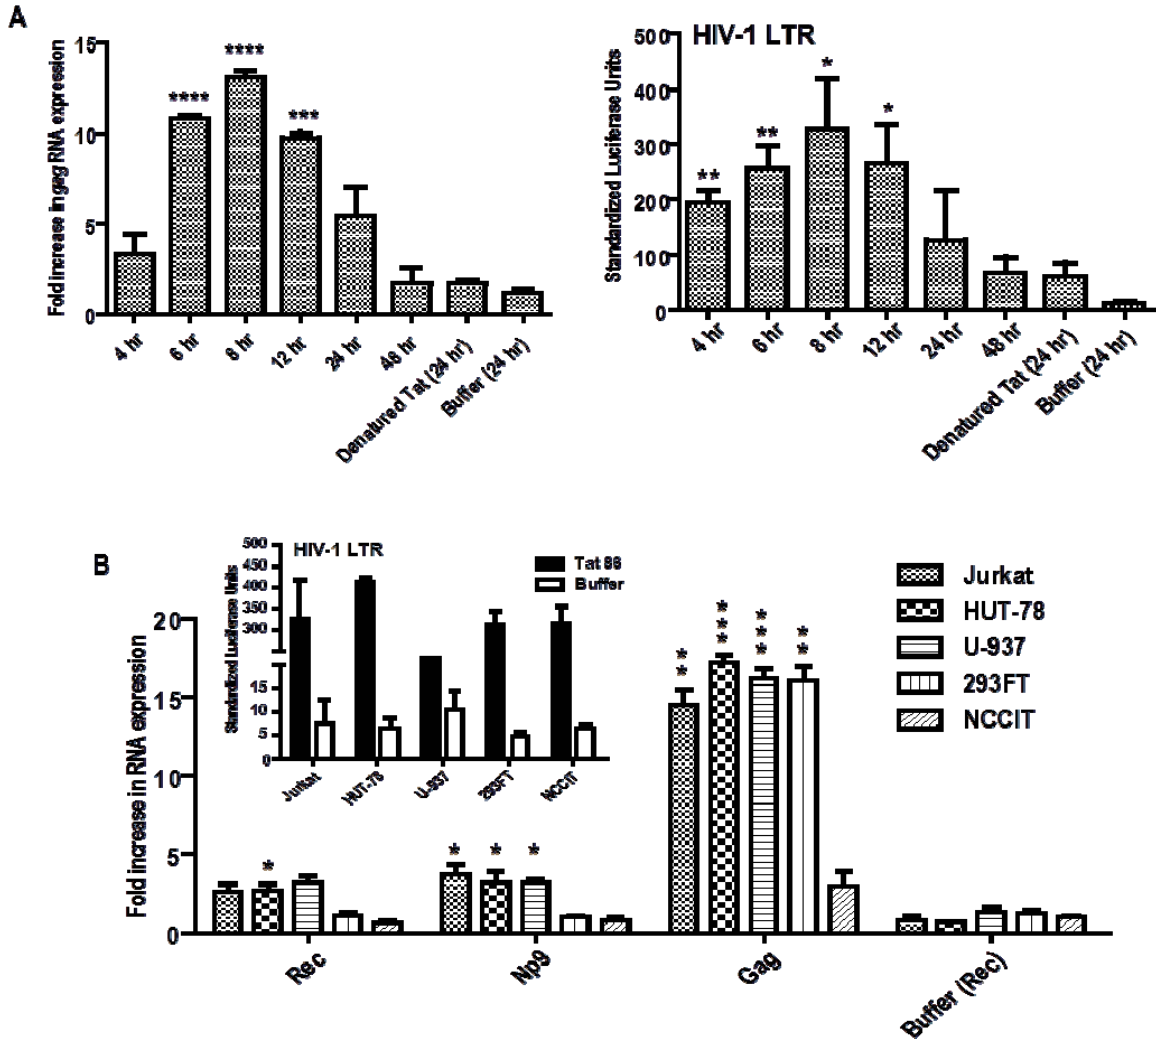 A
Fold increase in gag RNA expression
15
10
5
0
**** **** ***
4 hr 6 hr 8 hr 12 hr 24 hr 48 hr Denatured Tat (24 hr) Buffer (24 hr)
HIV-1 LTR
Standardized Luciferase Units
500
400
300
200
100
0
** ** * *
4 hr 6 hr 8 hr 12 hr 24 hr 48 hr Denatured Tat (24 hr) Buffer (24 hr)
B
HIV-1 LTR
Standardized Luciferase Units
500
450
400
350
300
15
10
5
0
Tat 86
Buffer
Jurkat HUT-78 U-937 293FT NCCIT
Fold increase in RNA expression
20
15
10
5
0
* * * * ** *** *** **
Rec Np9 Gag Buffer (Rec)
Jurkat
HUT-78
U-937
293FT
NCCIT